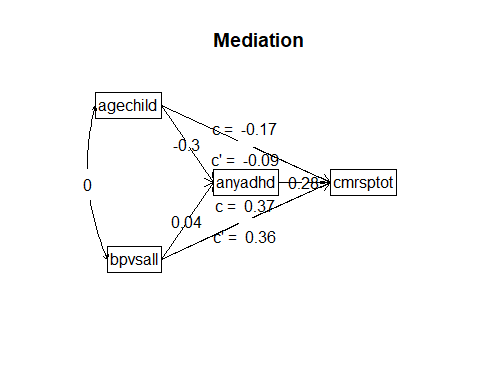 Mediation
agechild
c = -0.17
-0.3
c' = -0.09
anyadhd
0.28
cmrsptot
0
c = 0.37
0.04
c' = 0.36
bpvsall